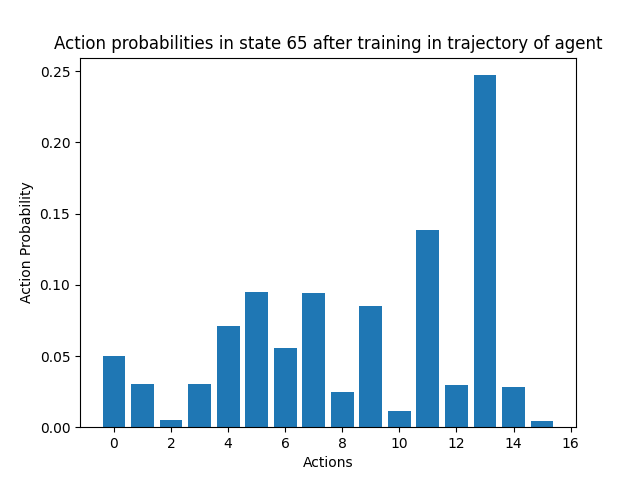 Action probabilities in state 65 after training in trajectory of agent
0.25
0.20
0.15
0.10
0.05
0.00
Action Probability
0 2 4 6 8 10 12 14 16
Actions